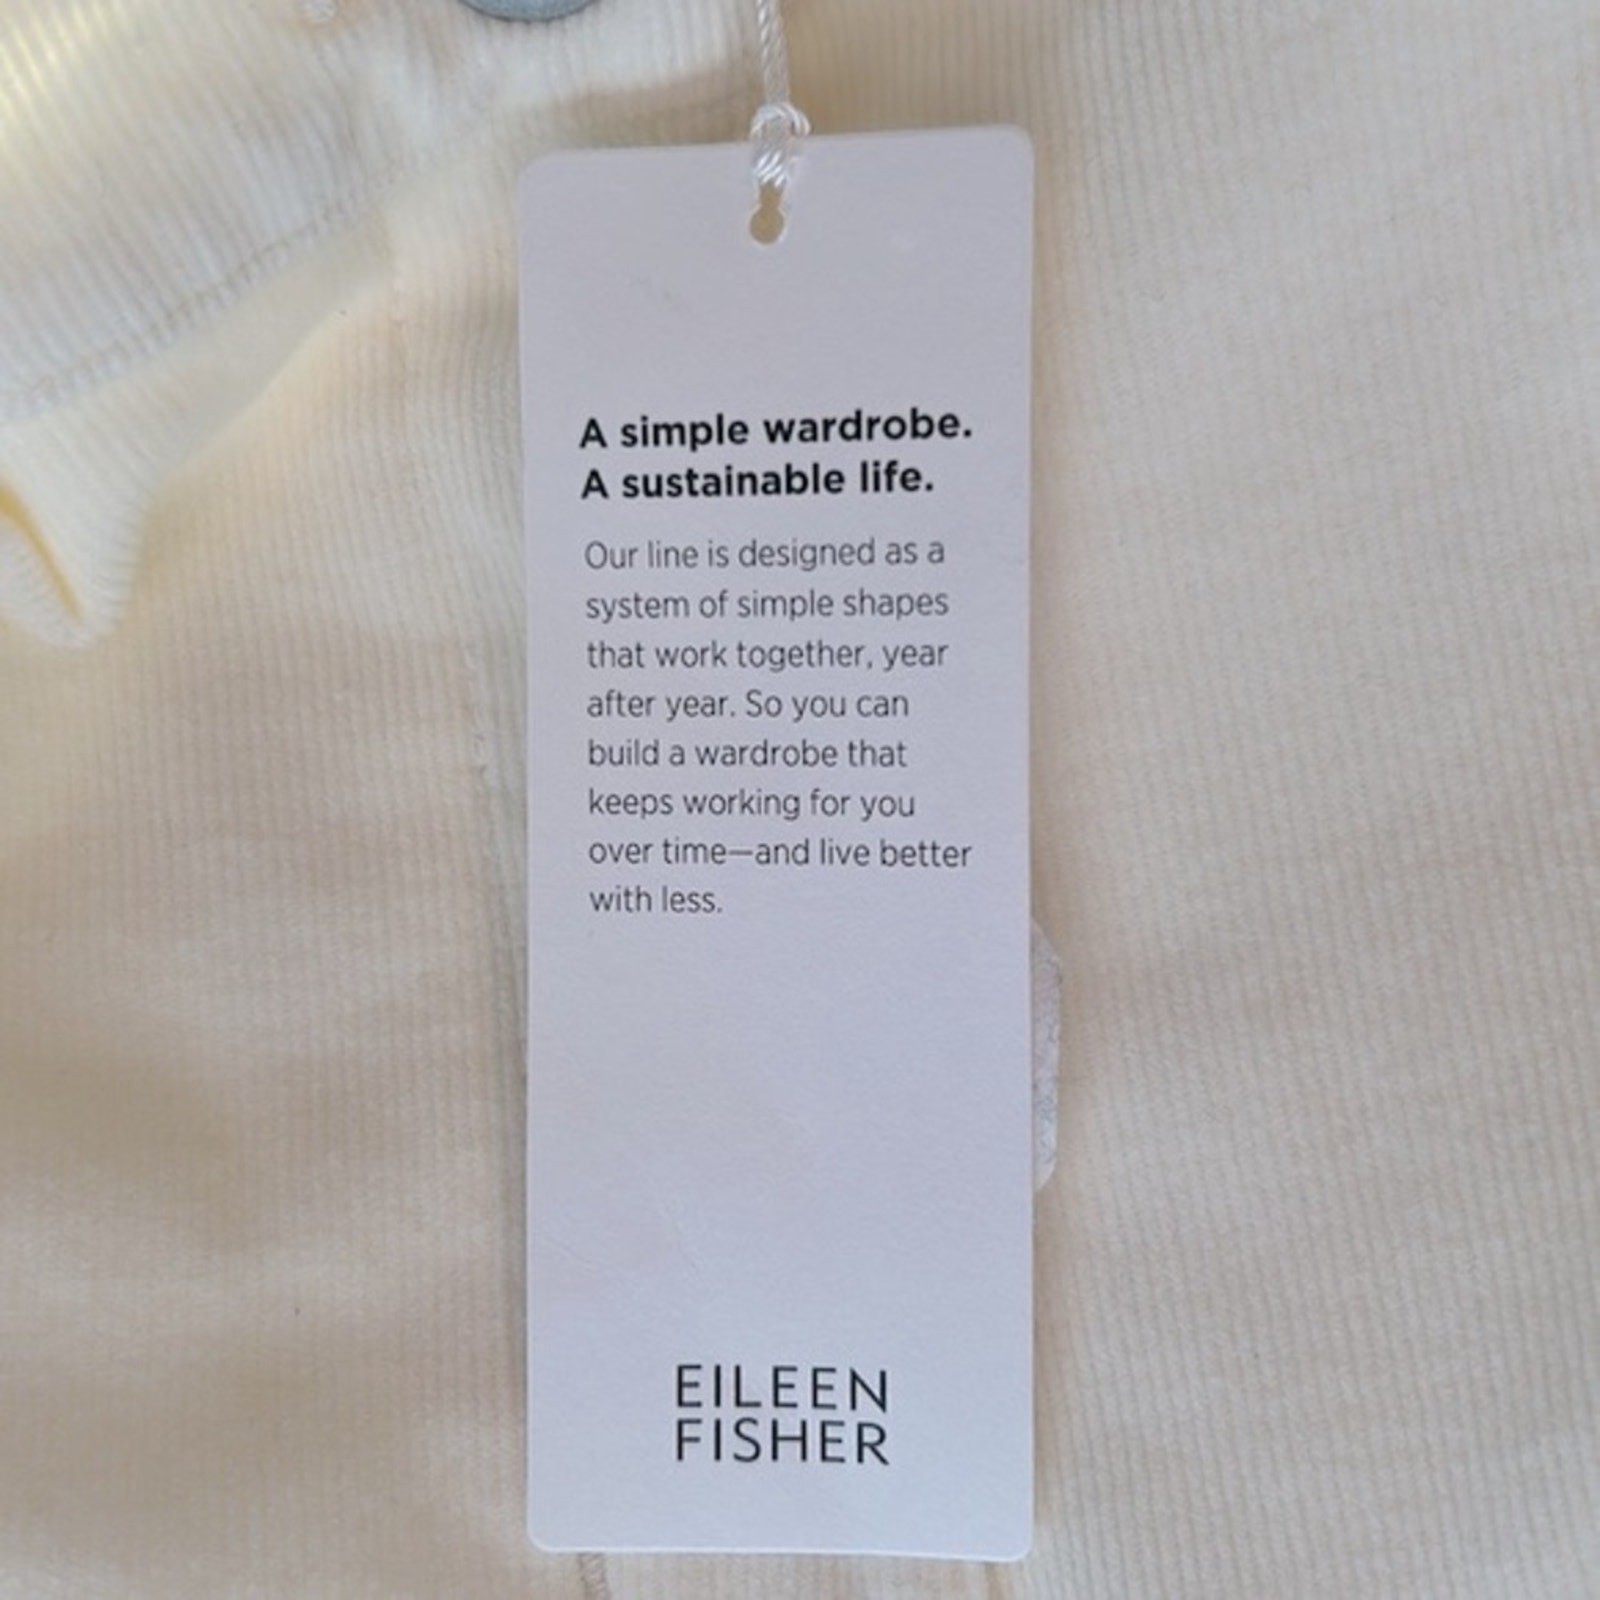 A simple wardrobe.
A sustainable life.
Our line is designed as a
system of simple shapes
that work together, year
after year. So you can
build a wardrobe that
keeps working for you
over time—and live better
with less.
EILEEN
FISHER